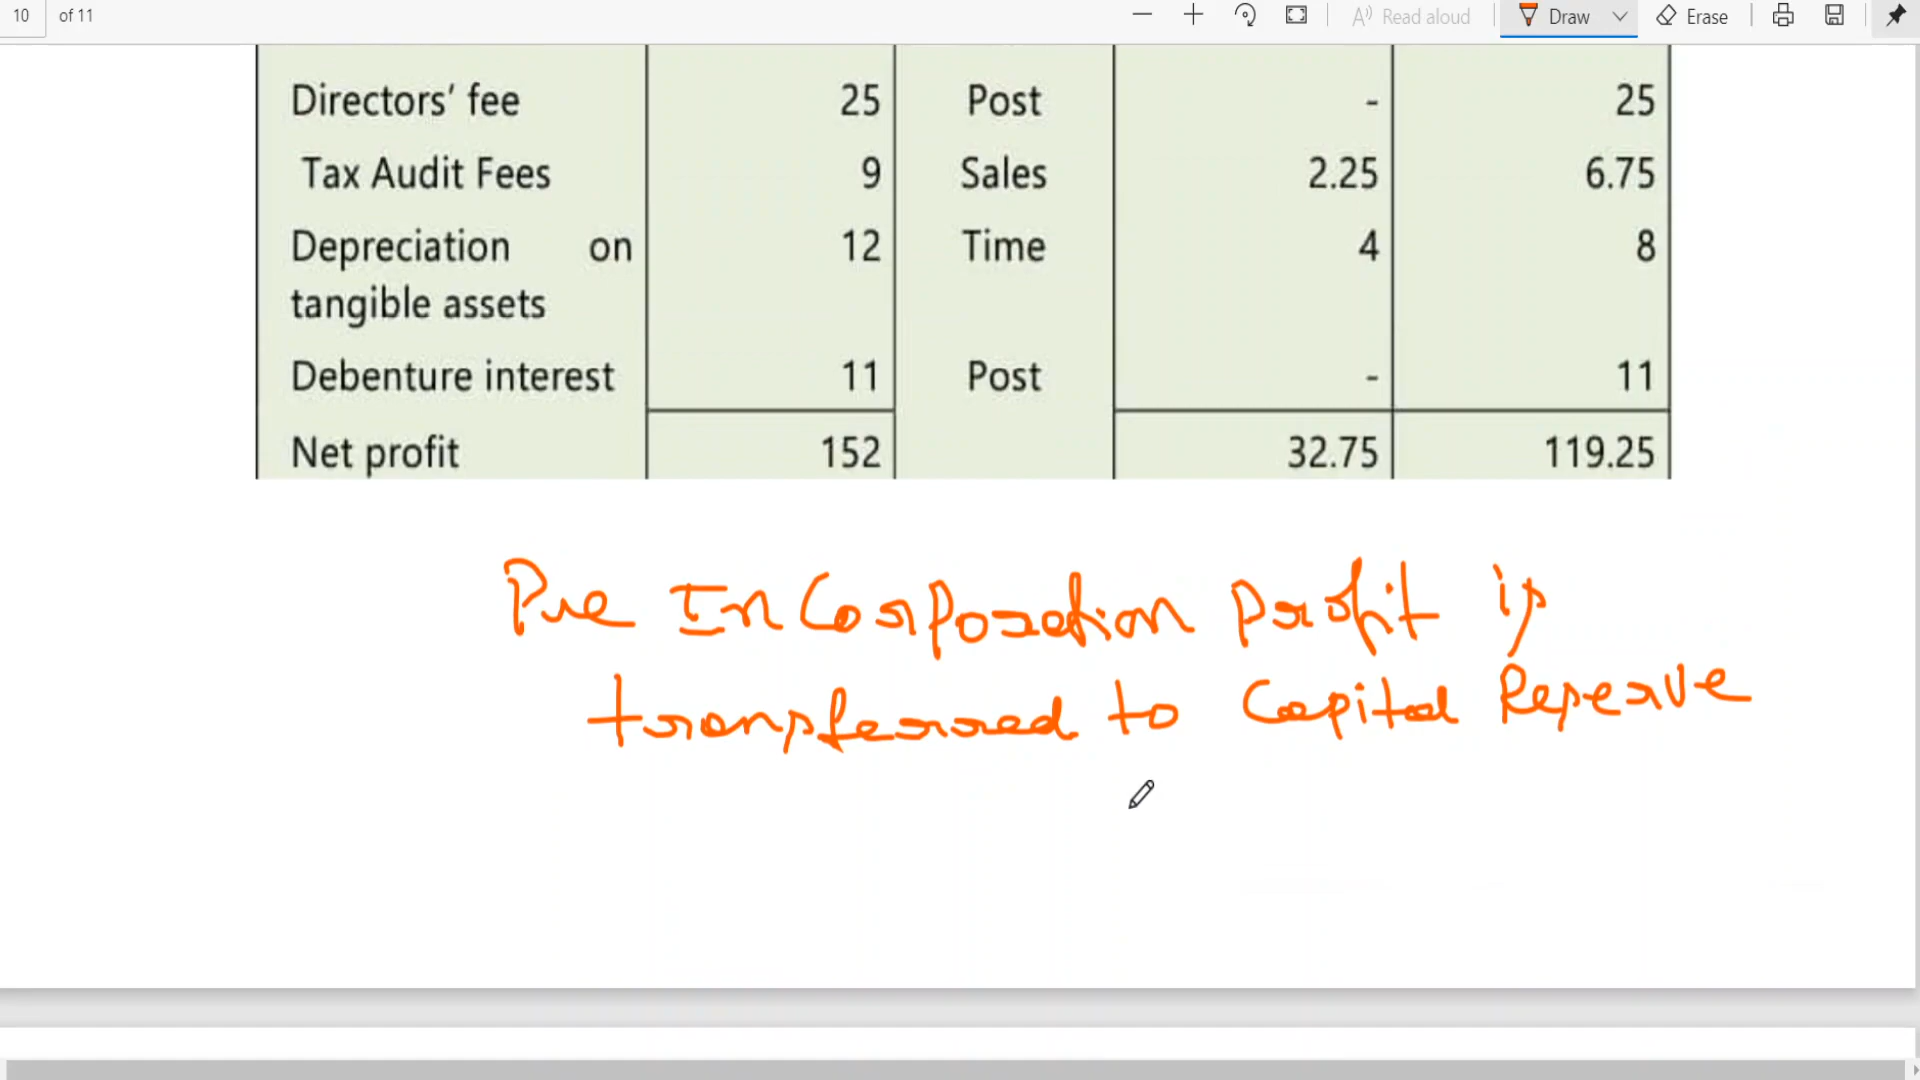 10 of 11 Read aloud Draw Erase
Directors’ fee 25 Post - 25
Tax Audit Fees 9 Sales 2.25 6.75
Depreciation on 12 Time 4 8
tangible assets
Debenture interest 11 Post - 11
Net profit 152 32.75 119.25
Pre InCorporation profit is
transferred to Capital Reserve